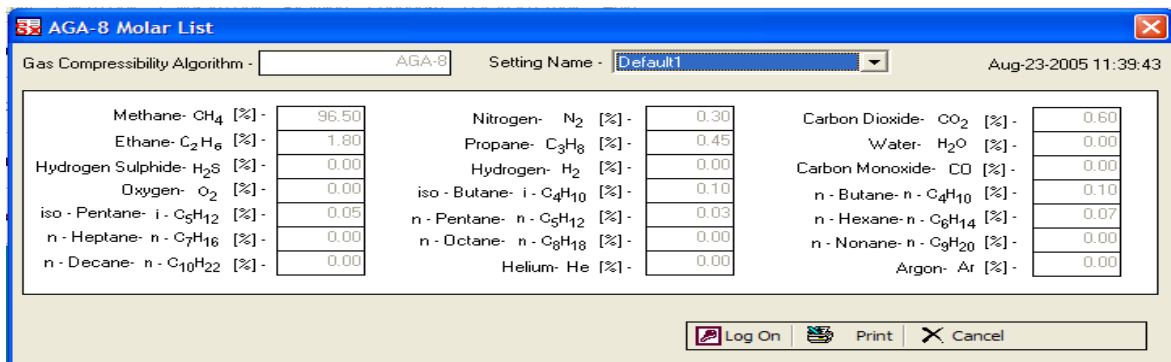 AGA-8 Molar List
Gas Compressibility Algorithm - AGA-8 Setting Name - Default1 Aug-23-2005 11:39:43
Methane- CH4 [%] - 96.50 Nitrogen- N2 [%] - 0.30 Carbon Dioxide- CO2 [%] - 0.60
Ethane- C2H6 [%] - 1.80 Propane- C3H8 [%] - 0.45 Water- H2O [%] - 0.00
Hydrogen Sulphide- H2S [%] - 0.00 Hydrogen- H2 [%] - 0.00 Carbon Monoxide- CO [%] - 0.00
Oxygen- O2 [%] - 0.00 iso - Butane- i - C4H10 [%] - 0.10 n - Butane- n - C4H10 [%] - 0.10
iso - Pentane- i - C5H12 [%] - 0.05 n - Pentane- n - C5H12 [%] - 0.03 n - Hexane- n - C6H14 [%] - 0.07
n - Heptane- n - C7H16 [%] - 0.00 n - Octane- n - C8H18 [%] - 0.00 n - Nonane- n - C9H20 [%] - 0.00
n - Decane- n - C10H22 [%] - 0.00 Helium- He [%] - 0.00 Argon- Ar [%] - 0.00
Log On Print Cancel